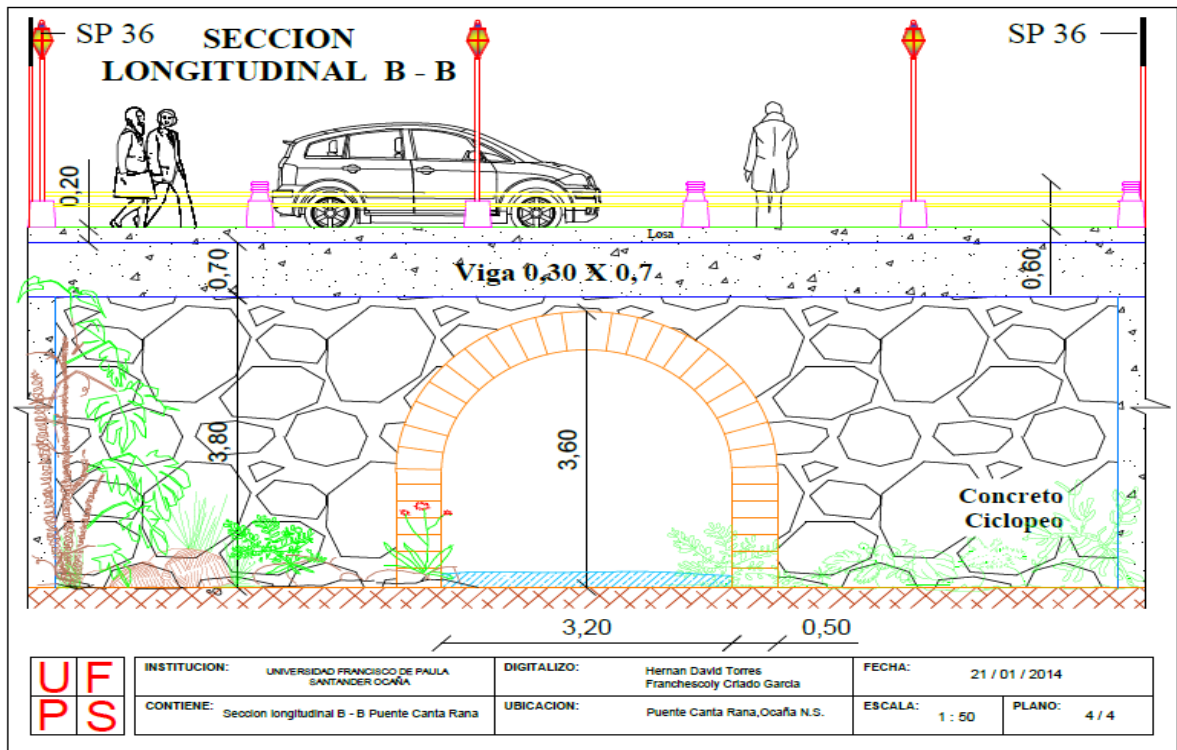 SP 36
SECCION
LONGITUDINAL B - B
SP 36
0,20
Losa
0,70
Viga 0,30 X 0,7
0,60
3,80
3,60
Concreto
Ciclopeo
3,20
0,50
U F
P S
INSTITUCION:
UNIVERSIDAD FRANCISCO DE PAULA
SANTANDER OCAÑA
DIGITALIZO:
Hernan David Torres
Franchescoly Criado Garcia
FECHA:
21 / 01 / 2014
CONTIENE:
Seccion longitudinal B - B Puente Canta Rana
UBICACION:
Puente Canta Rana,Ocaña N.S.
ESCALA:
1 : 50
PLANO:
4 / 4